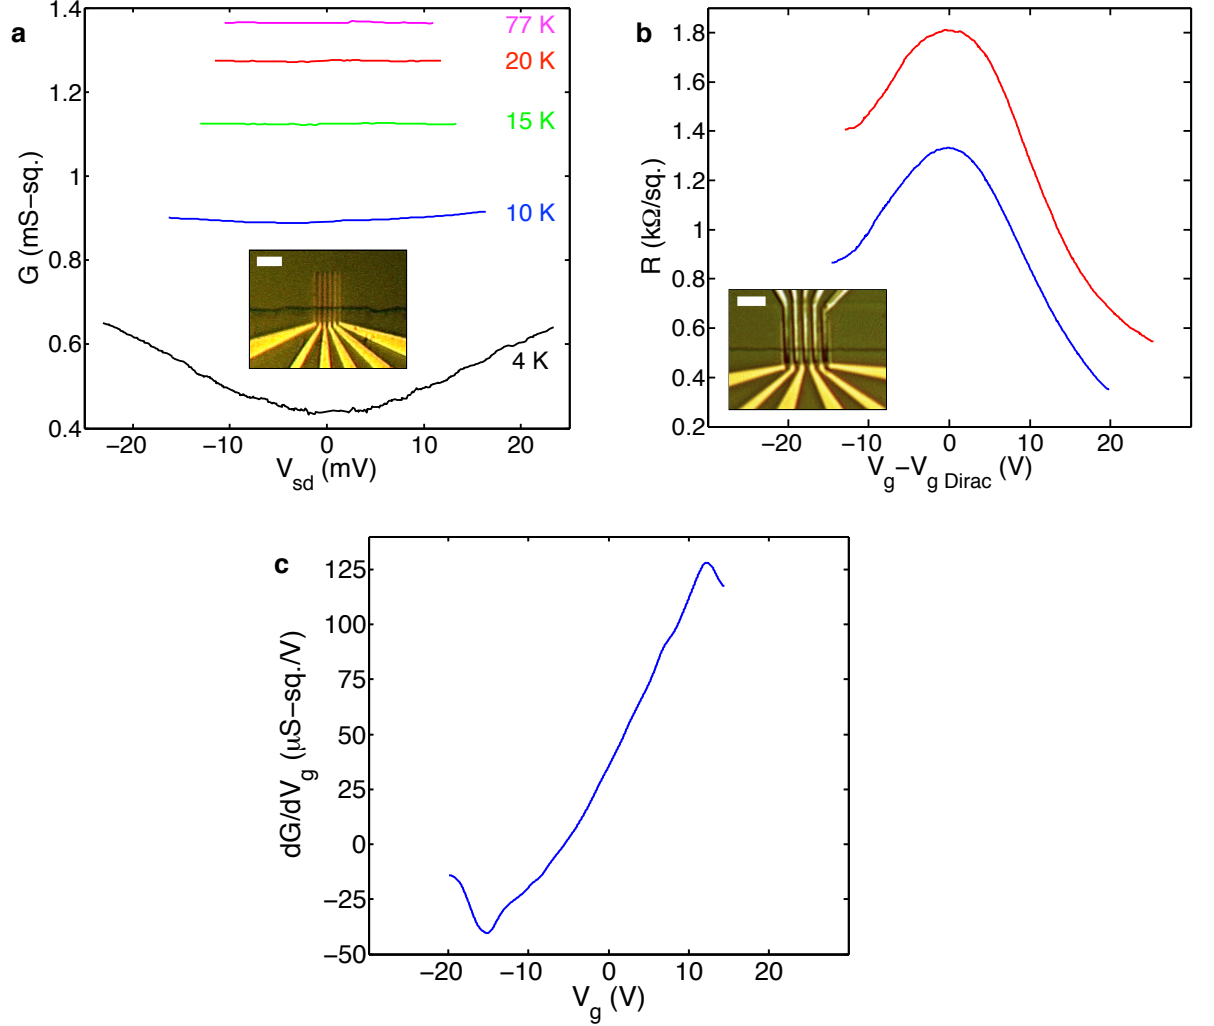 a
1.4
1.2
1
0.8
0.6
0.4
G (mS−sq.)
77 K
20 K
15 K
10 K
4 K
−20
−10
0
10
20
V_sd (mV)
b
1.8
1.6
1.4
1.2
1
0.8
0.6
0.4
0.2
R (kΩ/sq.)
−20
−10
0
10
20
V_g−V_g Dirac (V)
c
125
100
75
50
25
0
−25
−50
dG/dV_g (μS−sq./V)
−20
−10
0
10
20
V_g (V)